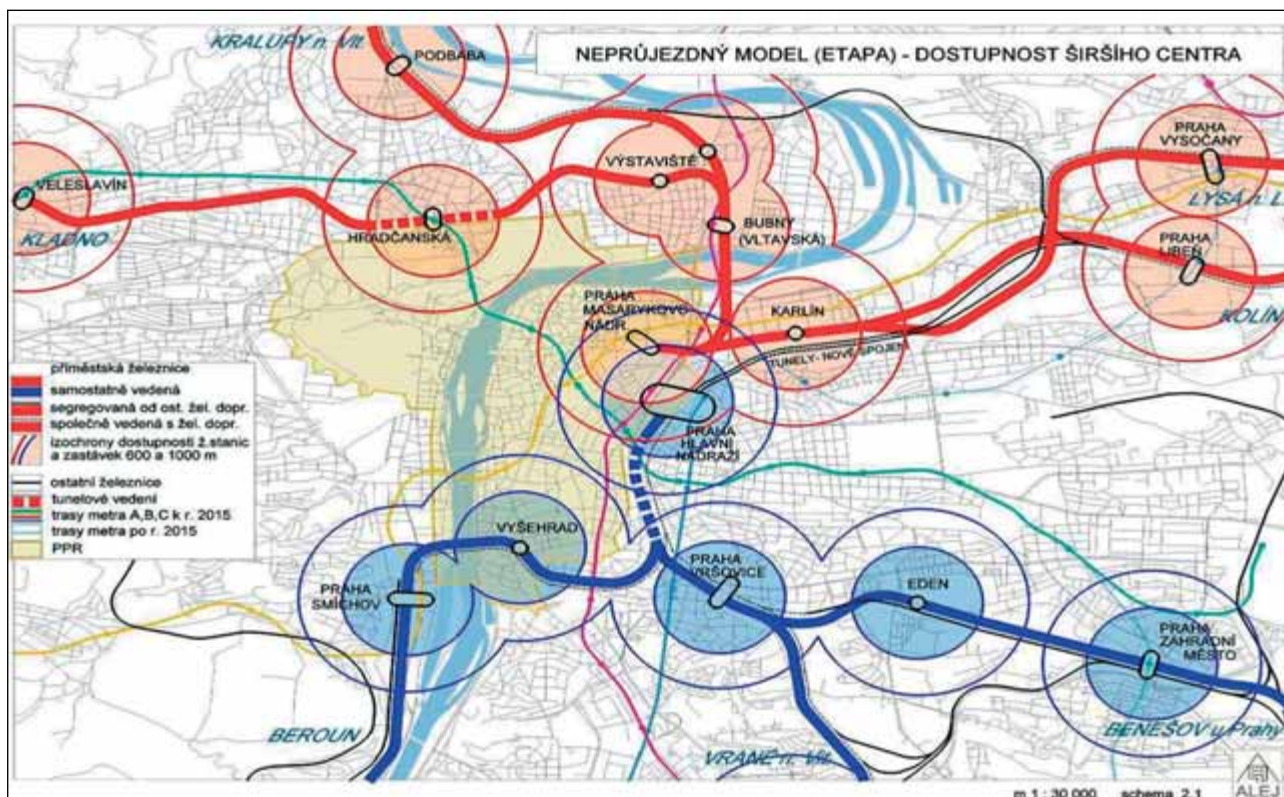 NEPRŮJEZDNÝ MODEL (ETAPA) - DOSTUPNOST ŠIRŠÍHO CENTRA
KRALUPY n. Vlt.
PODBABA
PRAHA
VYSOČANY
VÝSTAVIŠTĚ
VELESLAVÍN
LYSÁ n. L
KLADNO
HRADČANSKÁ
BUBNY
(VLTAVSKÁ)
PRAHA
LIBEŇ
PRAHA
MASARYKOVO
NÁDR.
KARLÍN
KOLÍN
TUNELY - NOVÉ SPOJENÍ
příměstská železnice
samostatně vedená
segregovaná od ost. žel. dopr.
společně vedená s žel. dopr.
izochrony dostupnosti ž.stanic
a zastávek 600 a 1000 m
ostatní železnice
tunelové vedení
trasy metra A,B,C k r. 2015
trasy metra po r. 2015
PPR
PRAHA
HLAVNÍ
NÁDRAŽÍ
VYŠEHRAD
PRAHA
SMÍCHOV
PRAHA
VRŠOVICE
EDEN
PRAHA
ZAHRADNÍ
MĚSTO
BEROUN
VRANÉ n. Vlt.
BENEŠOV u Prahy
m 1 : 30 000 schema 2.1
ALEJ